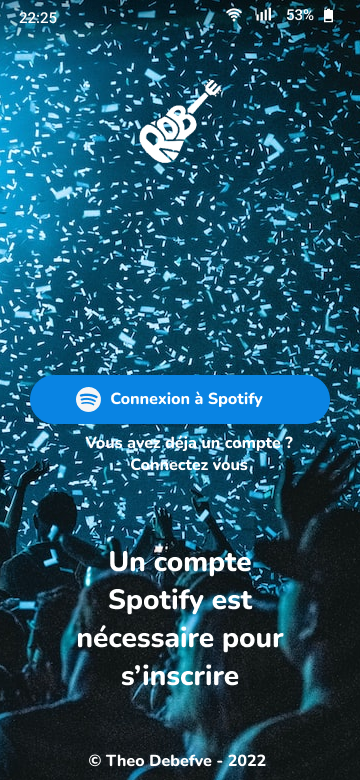 22:25
53%
ROB
Connexion à Spotify
Vous avez déja un compte ?
Connectez vous
Un compte
Spotify est
nécessaire pour
s'inscrire
© Theo Debefve - 2022